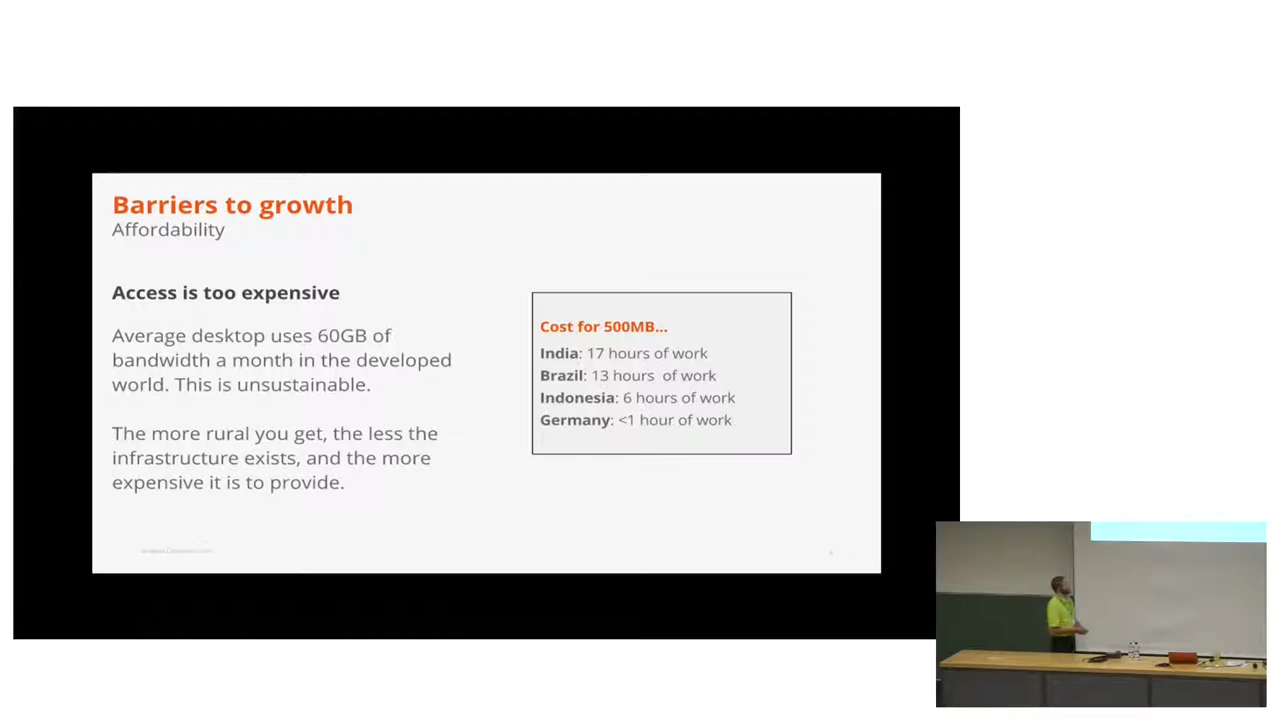 Barriers to growth
Affordability
Access is too expensive
Average desktop uses 60GB of
bandwidth a month in the developed
world. This is unsustainable.
The more rural you get, the less the
infrastructure exists, and the more
expensive it is to provide.
Cost for 500MB...
India: 17 hours of work
Brazil: 13 hours of work
Indonesia: 6 hours of work
Germany: <1 hour of work